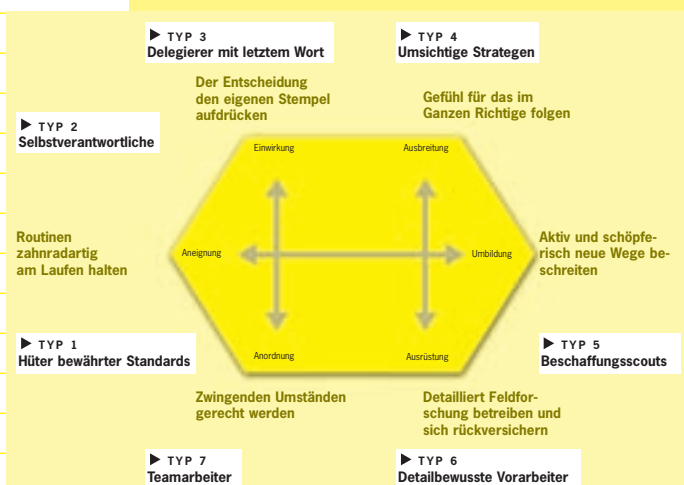 ▶ TYP 3
Delegierer mit letztem Wort
▶ TYP 4
Umsichtige Strategen
Der Entscheidung
den eigenen Stempel
aufdrücken
Gefühl für das im
Ganzen Richtige folgen
▶ TYP 2
Selbstverantwortliche
Einwirkung
Ausbreitung
Routinen
zahnradartig
am Laufen halten
Aneignung
Umbildung
Aktiv und schöpfe-
risch neue Wege be-
schreiten
▶ TYP 1
Hüter bewährter Standards
Anordnung
Ausrüstung
▶ TYP 5
Beschaffungsscouts
Zwingenden Umständen
gerecht werden
Detailliert Feldfor-
schung betreiben und
sich rückversichern
▶ TYP 7
Teamarbeiter
▶ TYP 6
Detailbewusste Vorarbeiter